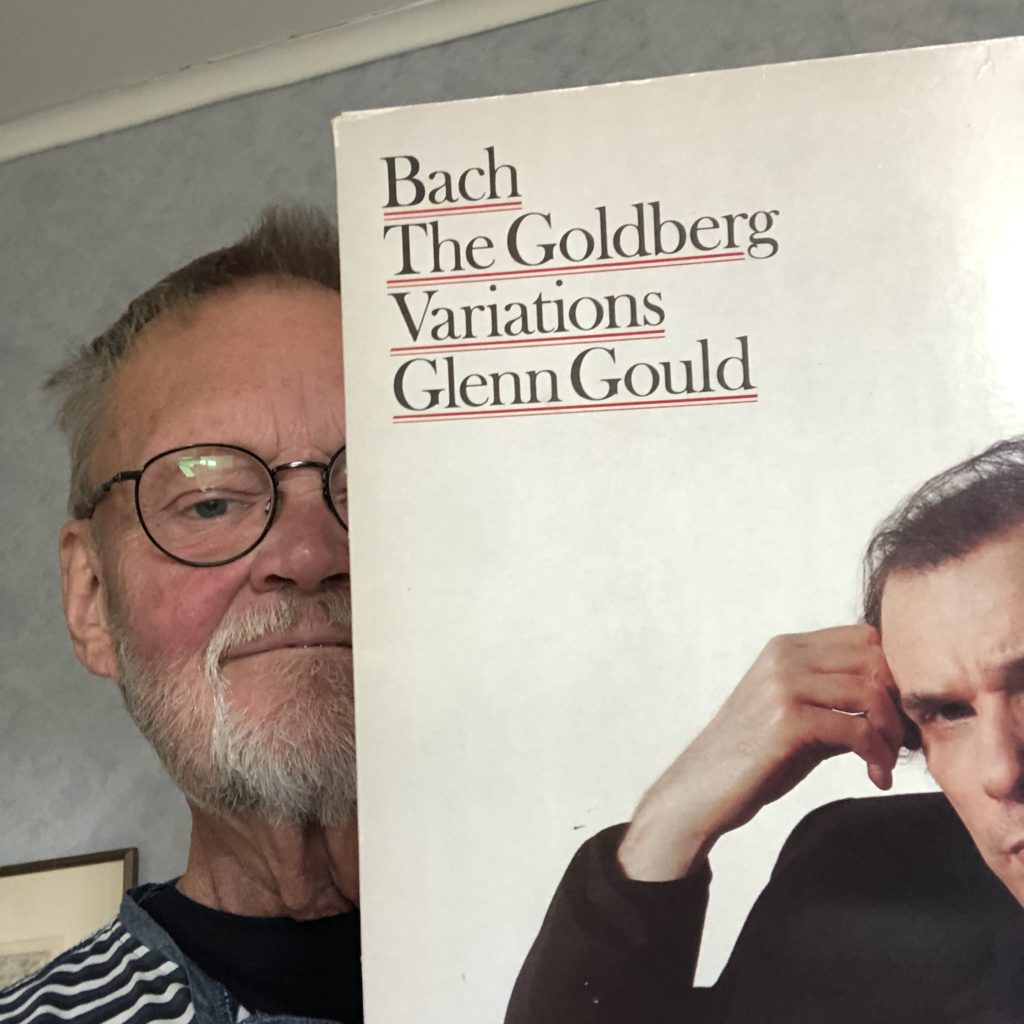 Bach
The Goldberg
Variations
Glenn Gould